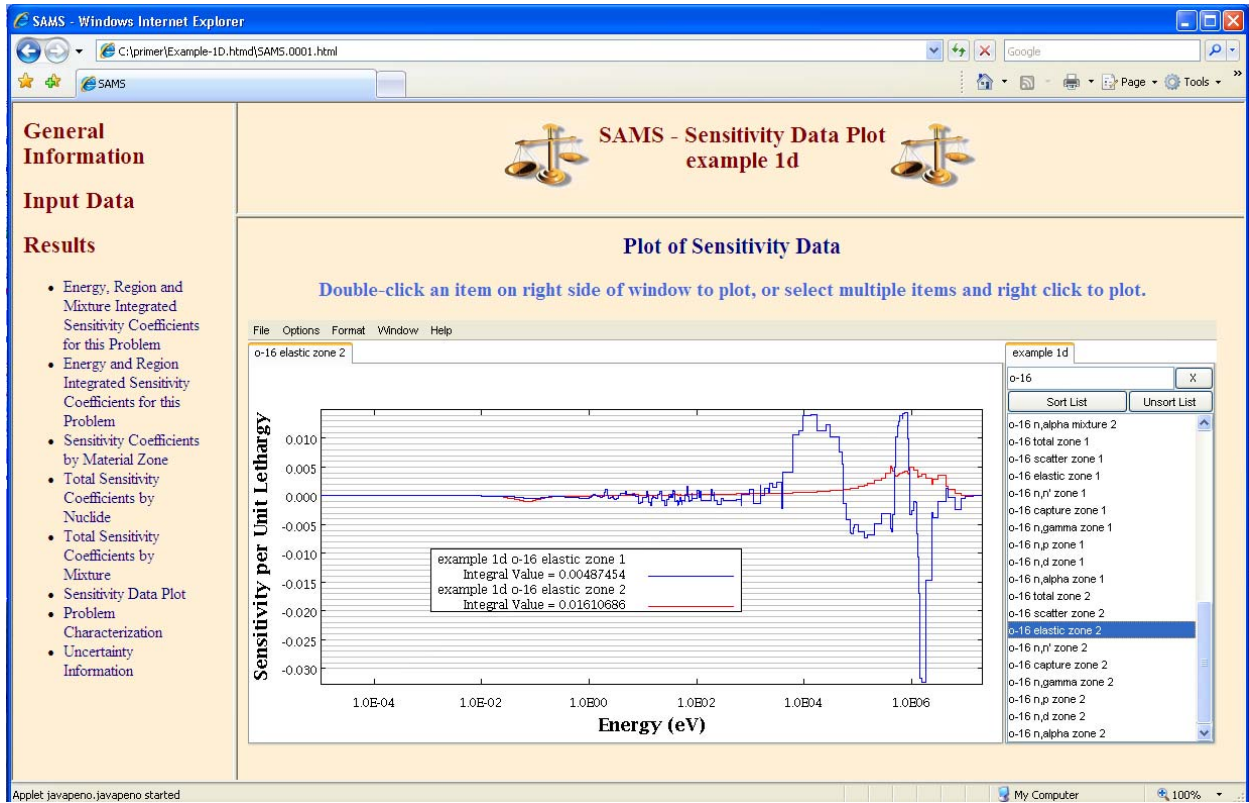 SAMS - Windows Internet Explorer
C:\primer\Example-1D.htmd\SAMS.0001.html
Google
SAMS
Page
Tools
»
General
Information
Input Data
Results
• Energy, Region and
Mixture Integrated
Sensitivity Coefficients
for this Problem
• Energy and Region
Integrated Sensitivity
Coefficients for this
Problem
• Sensitivity Coefficients
by Material Zone
• Total Sensitivity
Coefficients by
Nuclide
• Total Sensitivity
Coefficients by
Mixture
• Sensitivity Data Plot
• Problem
Characterization
• Uncertainty
Information
SAMS - Sensitivity Data Plot
example 1d
Plot of Sensitivity Data
Double-click an item on right side of window to plot, or select multiple items and right click to plot.
File Options Format Window Help
o-16 elastic zone 2
Sensitivity per Unit Lethargy
0.010
0.005
0.000
-0.005
-0.010
-0.015
-0.020
-0.025
-0.030
example 1d o-16 elastic zone 1
Integral Value = 0.00487454
example 1d o-16 elastic zone 2
Integral Value = 0.01610686
1.0E-04 1.0E-02 1.0E00 1.0E02 1.0E04 1.0E06
Energy (eV)
example 1d
o-16 X
Sort List Unsort List
o-16 n,alpha mixture 2
o-16 total zone 1
o-16 scatter zone 1
o-16 elastic zone 1
o-16 n,n' zone 1
o-16 capture zone 1
o-16 n,gamma zone 1
o-16 n,p zone 1
o-16 n,d zone 1
o-16 n,alpha zone 1
o-16 total zone 2
o-16 scatter zone 2
o-16 elastic zone 2
o-16 n,n' zone 2
o-16 capture zone 2
o-16 n,gamma zone 2
o-16 n,p zone 2
o-16 n,d zone 2
o-16 n,alpha zone 2
Applet javapeno.javapeno started
My Computer
100%